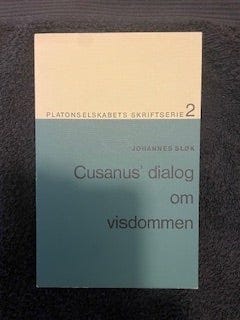 PLATONSELSKABETS SKRIFTSERIE 2
JOHANNES SLØK
Cusanus' dialog
om
visdommen